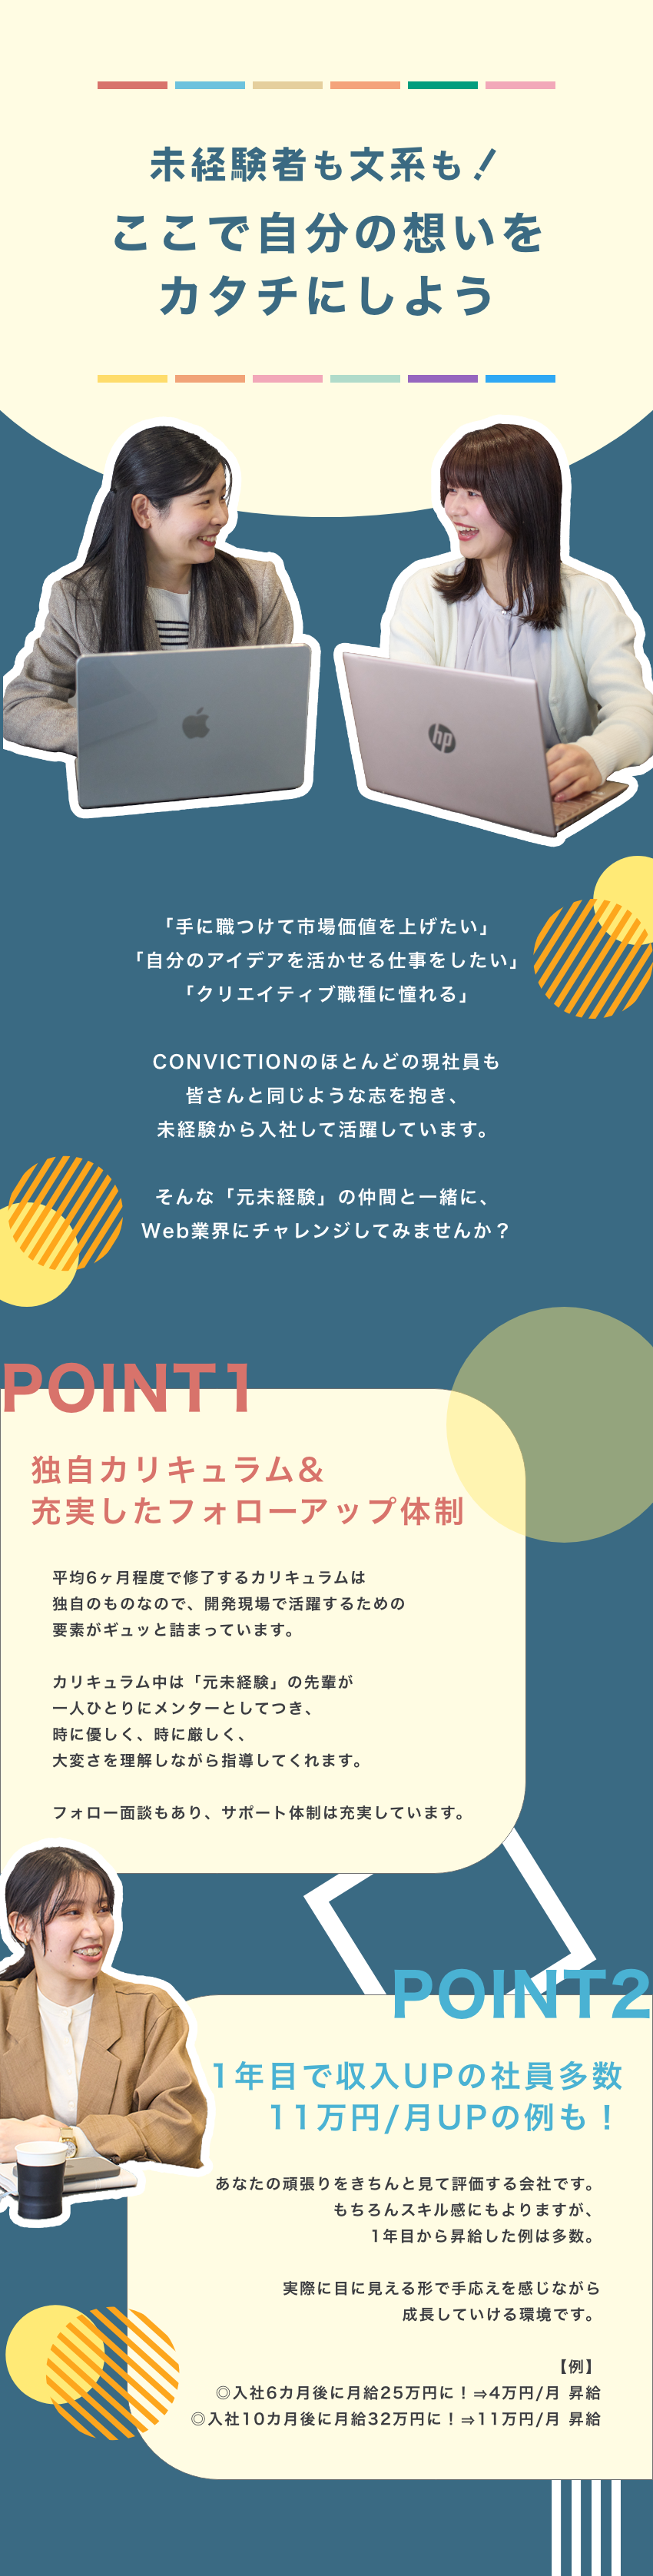 未経験者も文系も！
ここで自分の想いを
カタチにしよう
hp
「手に職つけて市場価値を上げたい」
「自分のアイデアを活かせる仕事をしたい」
「クリエイティブ職種に憧れる」
CONVICTIONのほとんどの現社員も
皆さんと同じような志を抱き、
未経験から入社して活躍しています。
そんな「元未経験」の仲間と一緒に、
Web業界にチャレンジしてみませんか？
POINT1
独自カリキュラム&
充実したフォローアップ体制
平均6ヶ月程度で修了するカリキュラムは
独自のものなので、開発現場で活躍するための
要素がギュッと詰まっています。
カリキュラム中は「元未経験」の先輩が
一人ひとりにメンターとしてつき、
時に優しく、時に厳しく、
大変さを理解しながら指導してくれます。
フォロー面談もあり、サポート体制は充実しています。
POINT2
1年目で収入UPの社員多数
11万円/月UPの例も！
あなたの頑張りをきちんと見て評価する会社です。
もちろんスキル感にもよりますが、
1年目から昇給した例は多数。
実際に目に見える形で手応えを感じながら
成長していける環境です。
【例】
◎入社6カ月後に月給25万円に！⇒4万円/月 昇給
◎入社10カ月後に月給32万円に！⇒11万円/月 昇給